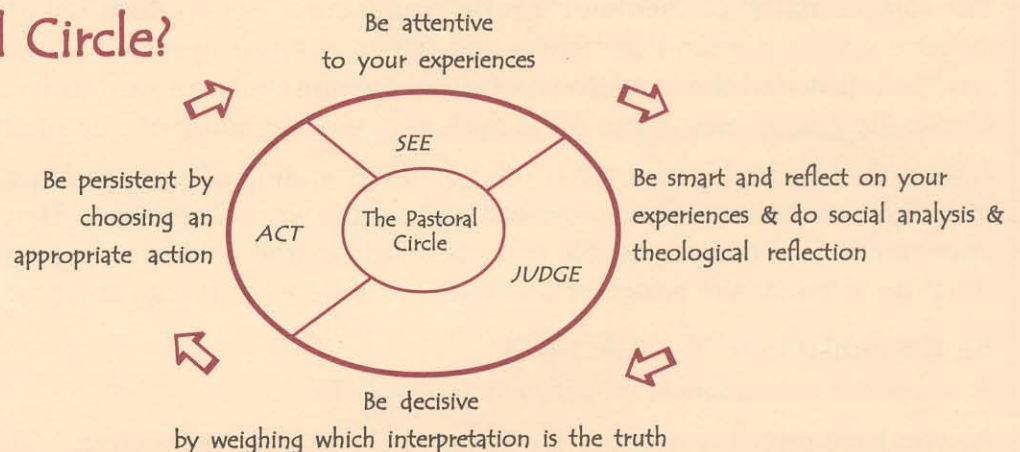 l Circle?
Be attentive
to your experiences
SEE
Be smart and reflect on your
experiences & do social analysis &
theological reflection
JUDGE
The Pastoral
Circle
Be decisive
by weighing which interpretation is the truth
Be persistent by
choosing an
appropriate action
ACT